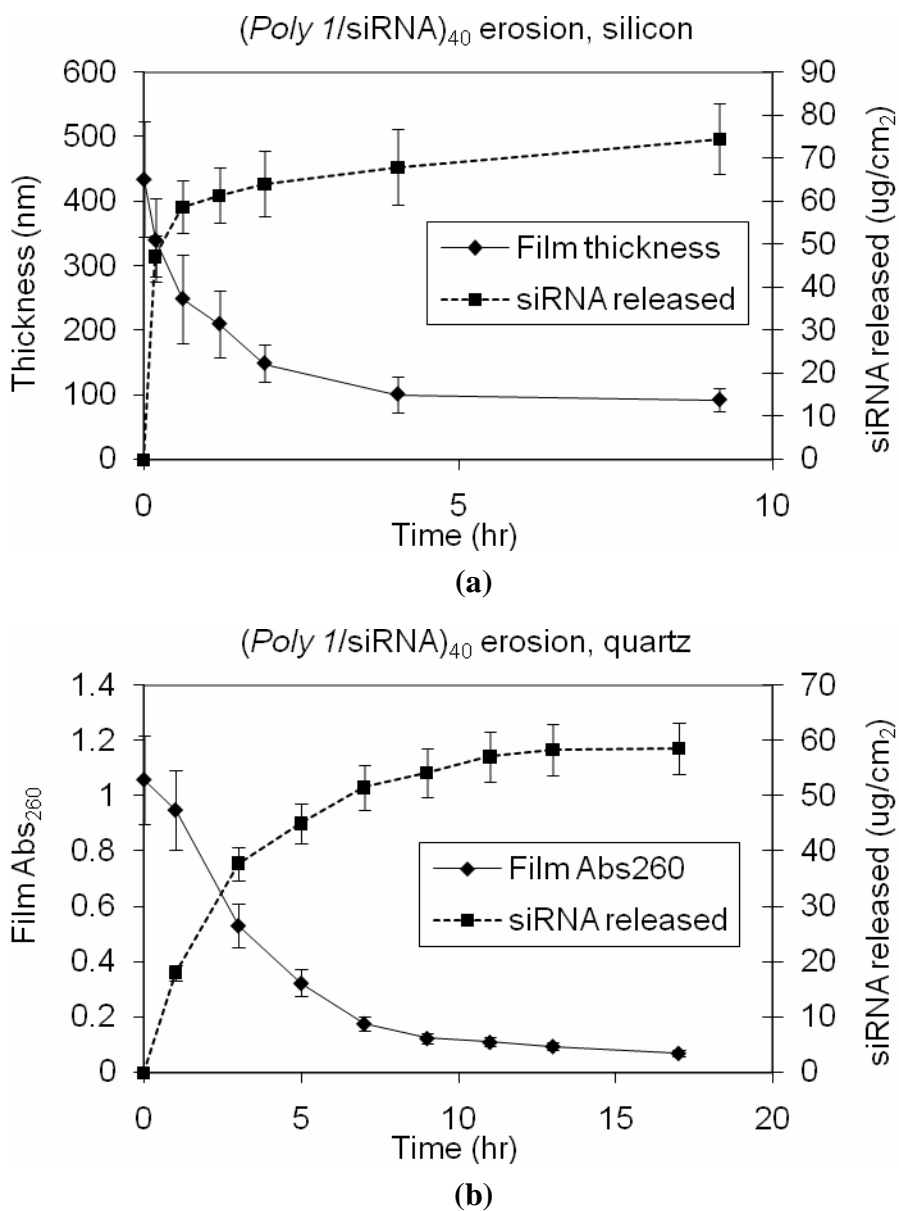 (Poly 1/siRNA)40 erosion, silicon
600
500
400
300
200
100
0
Thickness (nm)
90
80
70
60
50
40
30
20
10
0
siRNA released (ug/cm2)
Film thickness
siRNA released
0
5
10
Time (hr)
(a)
(Poly 1/siRNA)40 erosion, quartz
1.4
1.2
1
0.8
0.6
0.4
0.2
0
Film Abs260
70
60
50
40
30
20
10
0
siRNA released (ug/cm2)
Film Abs260
siRNA released
0
5
10
15
20
Time (hr)
(b)